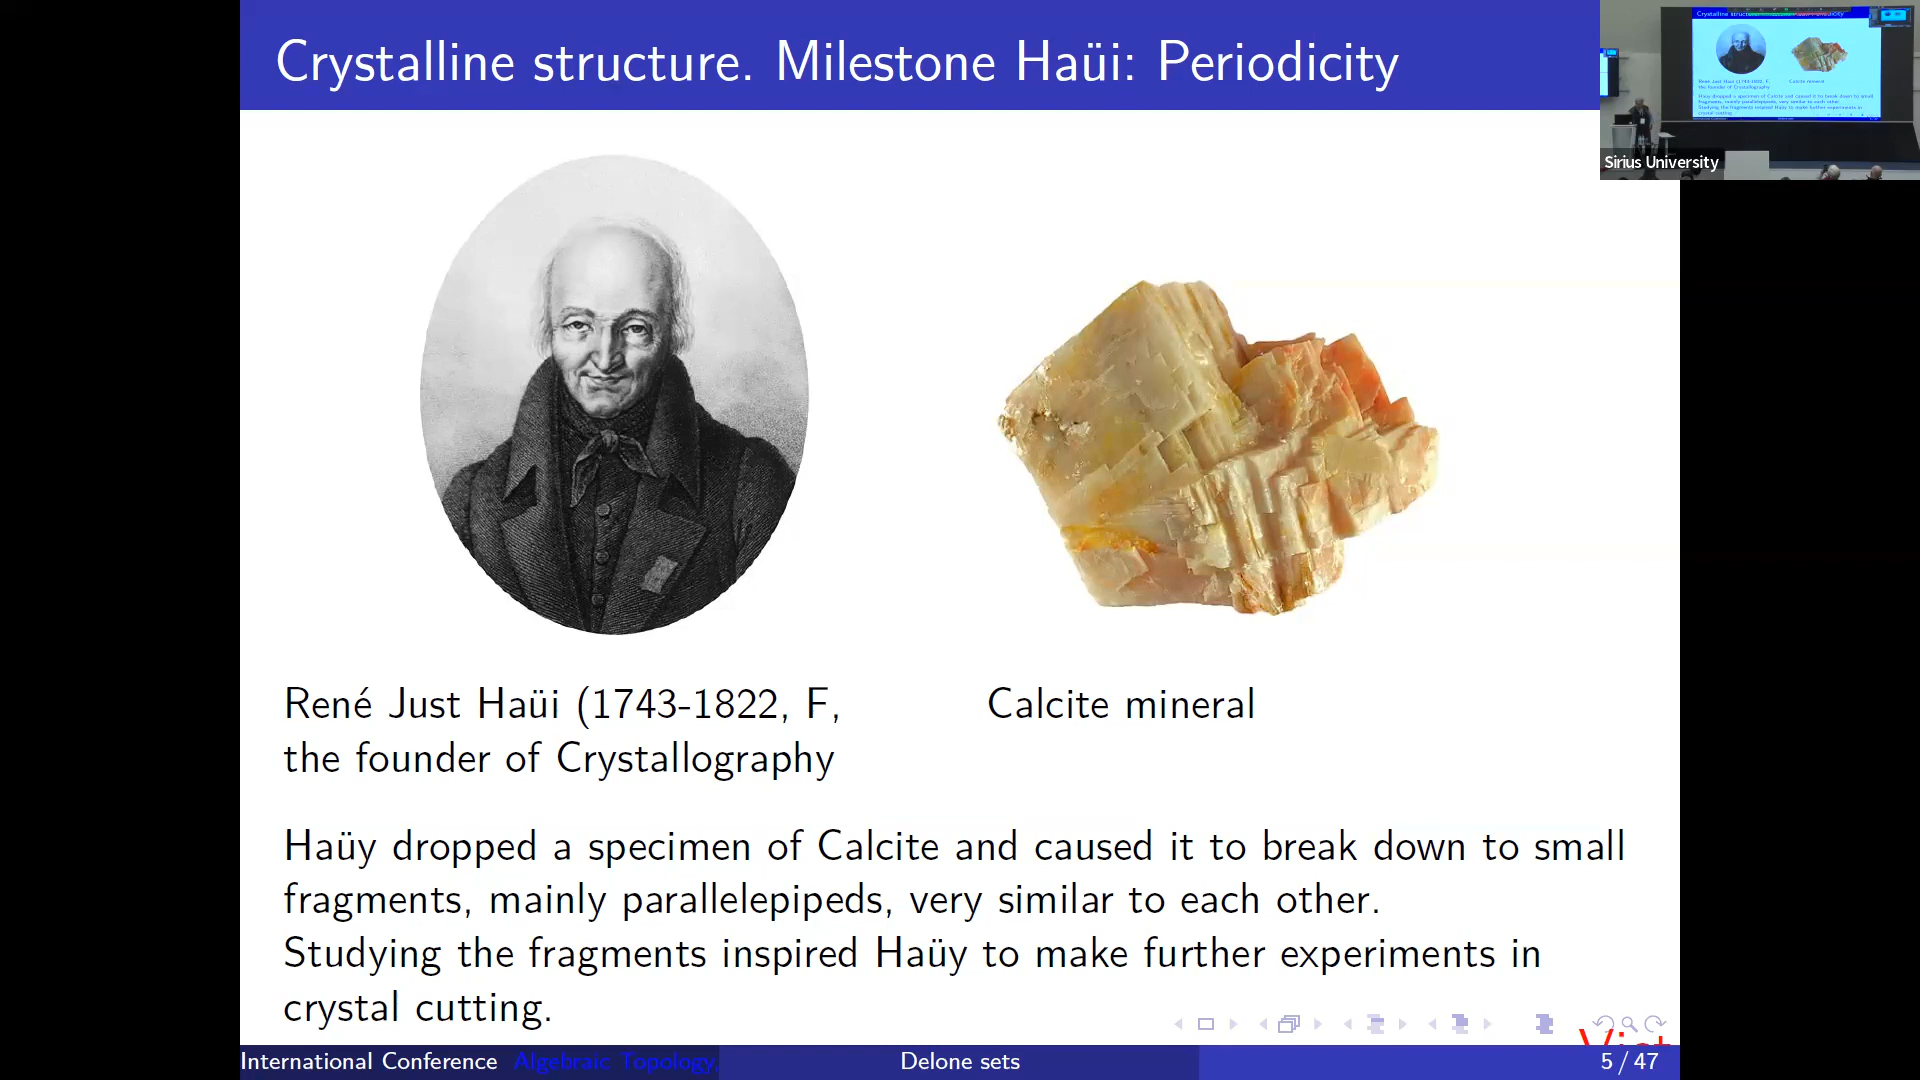 Crystalline structure. Milestone Haüi: Periodicity
Sirius University
René Just Haüi (1743-1822, F,
the founder of Crystallography
Calcite mineral
Haüy dropped a specimen of Calcite and caused it to break down to small
fragments, mainly parallelepipeds, very similar to each other.
Studying the fragments inspired Haüy to make further experiments in
crystal cutting.
International Conference Algebraic Topology,
Delone sets
5 / 47